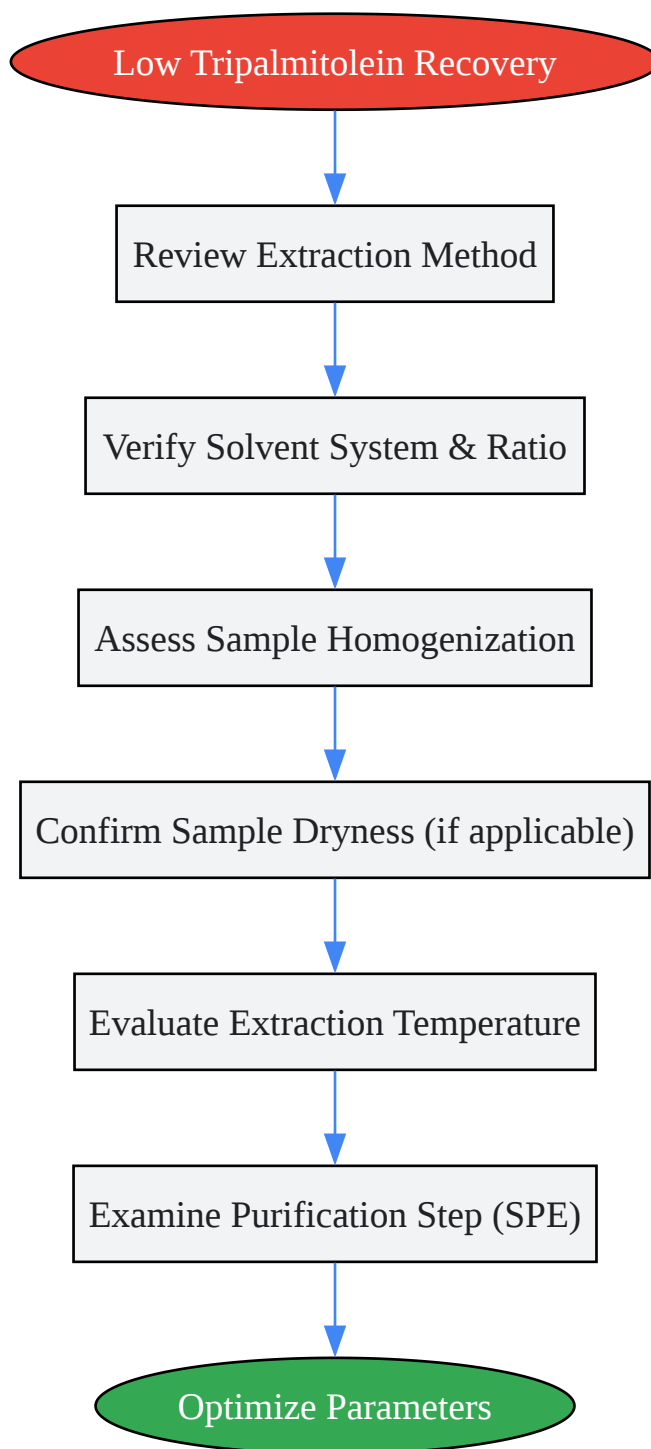 Low Tripalmitolein Recovery
Review Extraction Method
Verify Solvent System & Ratio
Assess Sample Homogenization
Confirm Sample Dryness (if applicable)
Evaluate Extraction Temperature
Examine Purification Step (SPE)
Optimize Parameters